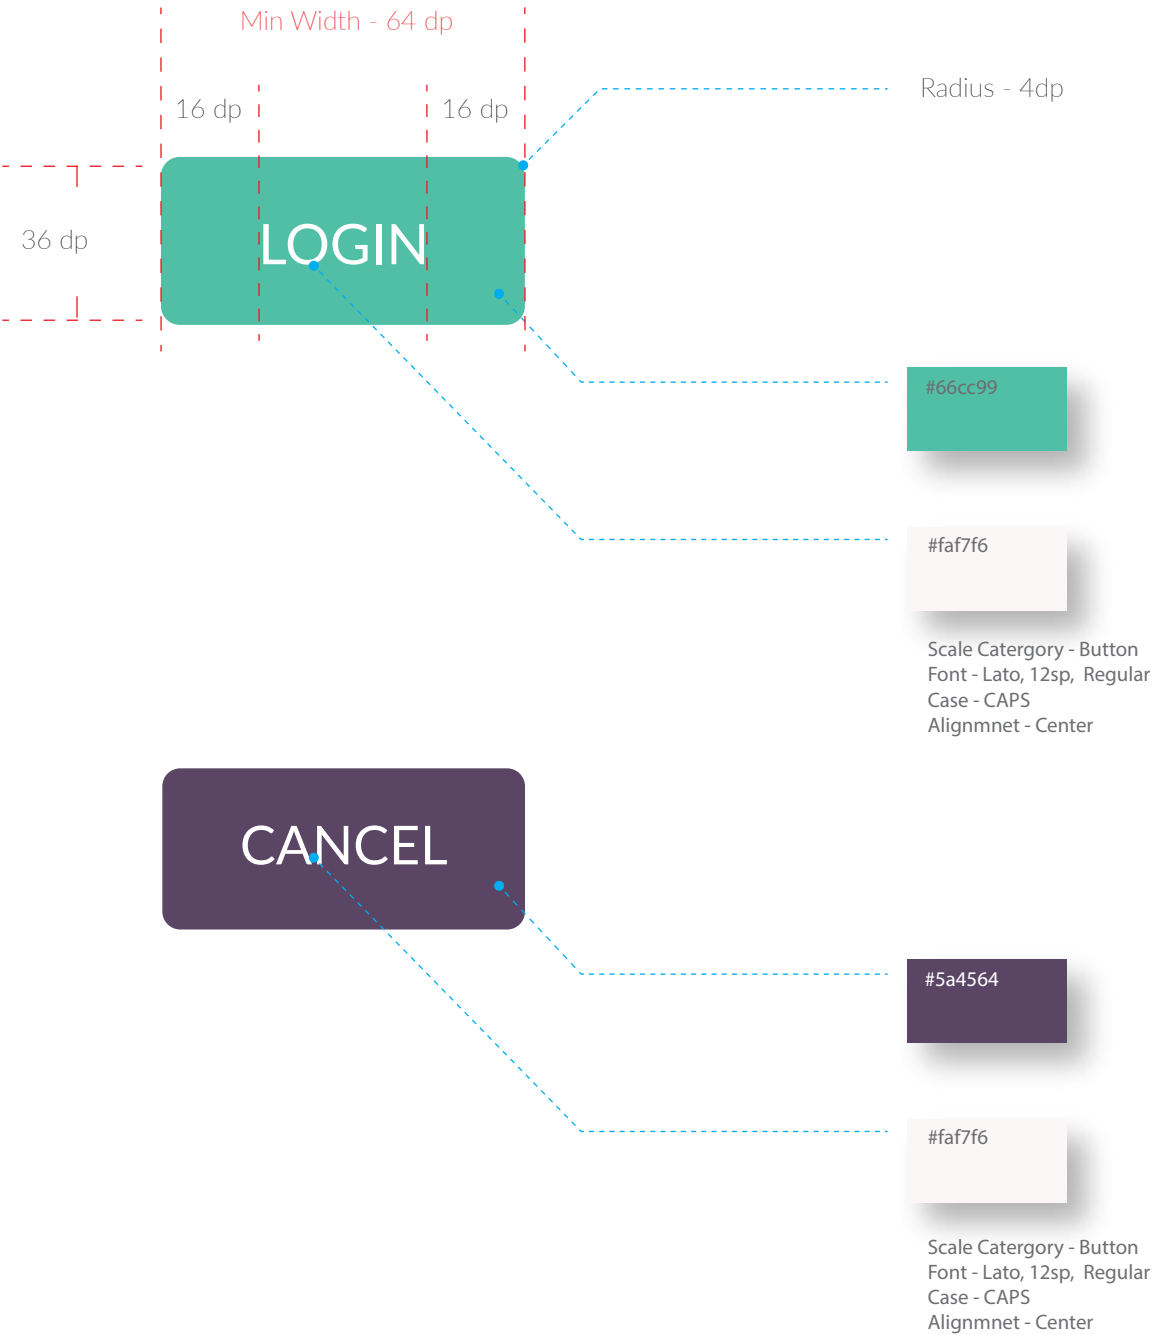 Min Width - 64 dp
Radius - 4dp
16 dp
16 dp
36 dp
LOGIN
#66cc99
#faf7f6
Scale Catergory - Button
Font - Lato, 12sp, Regular
Case - CAPS
Alignmnet - Center
CANCEL
#5a4564
#faf7f6
Scale Catergory - Button
Font - Lato, 12sp, Regular
Case - CAPS
Alignmnet - Center